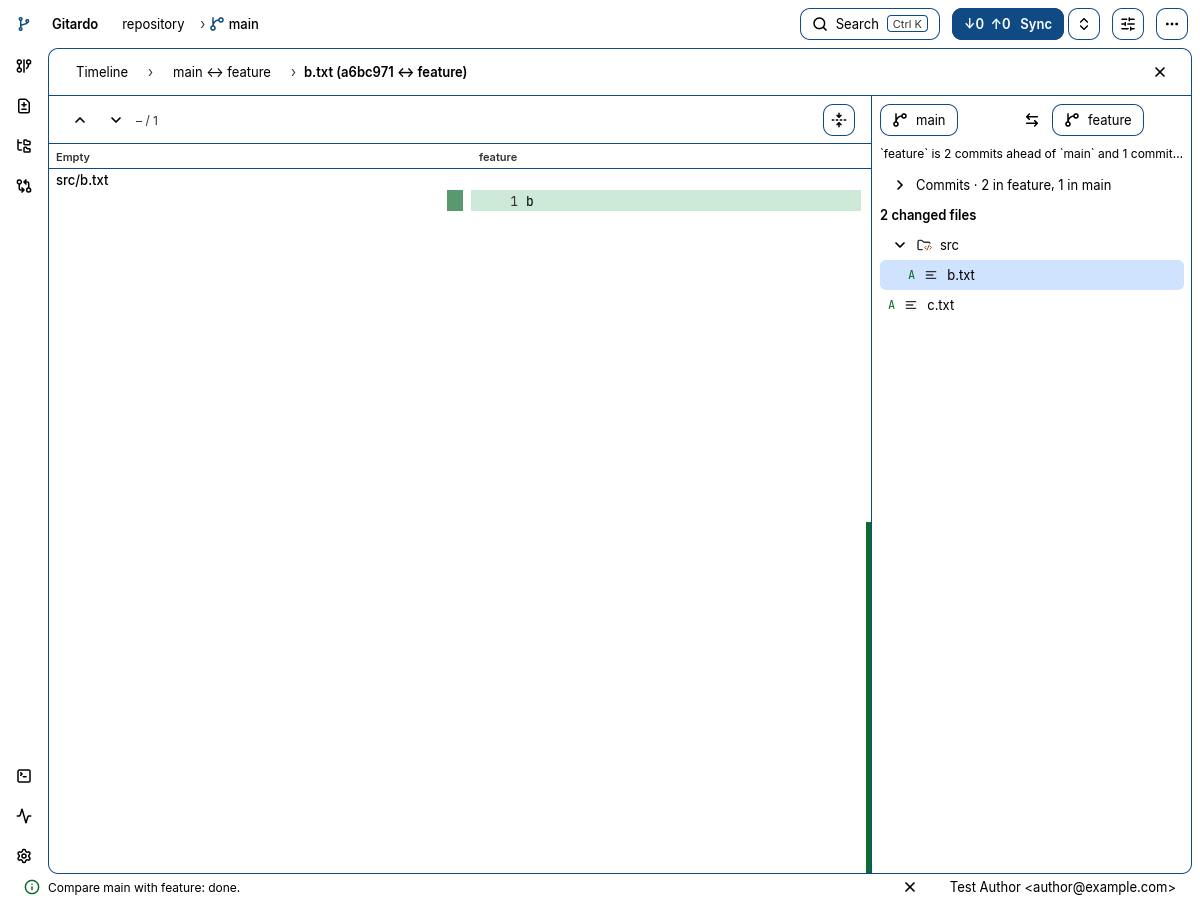 Gitardo repository › main Search Ctrl K ↓0 ↑0 Sync
Timeline › main ↔ feature › b.txt (a6bc971 ↔ feature)
– / 1 main feature
`feature` is 2 commits ahead of `main` and 1 commit...
Empty feature
src/b.txt
1 b
Commits · 2 in feature, 1 in main
2 changed files
src
A b.txt
A c.txt
Compare main with feature: done. Test Author <author@example.com>